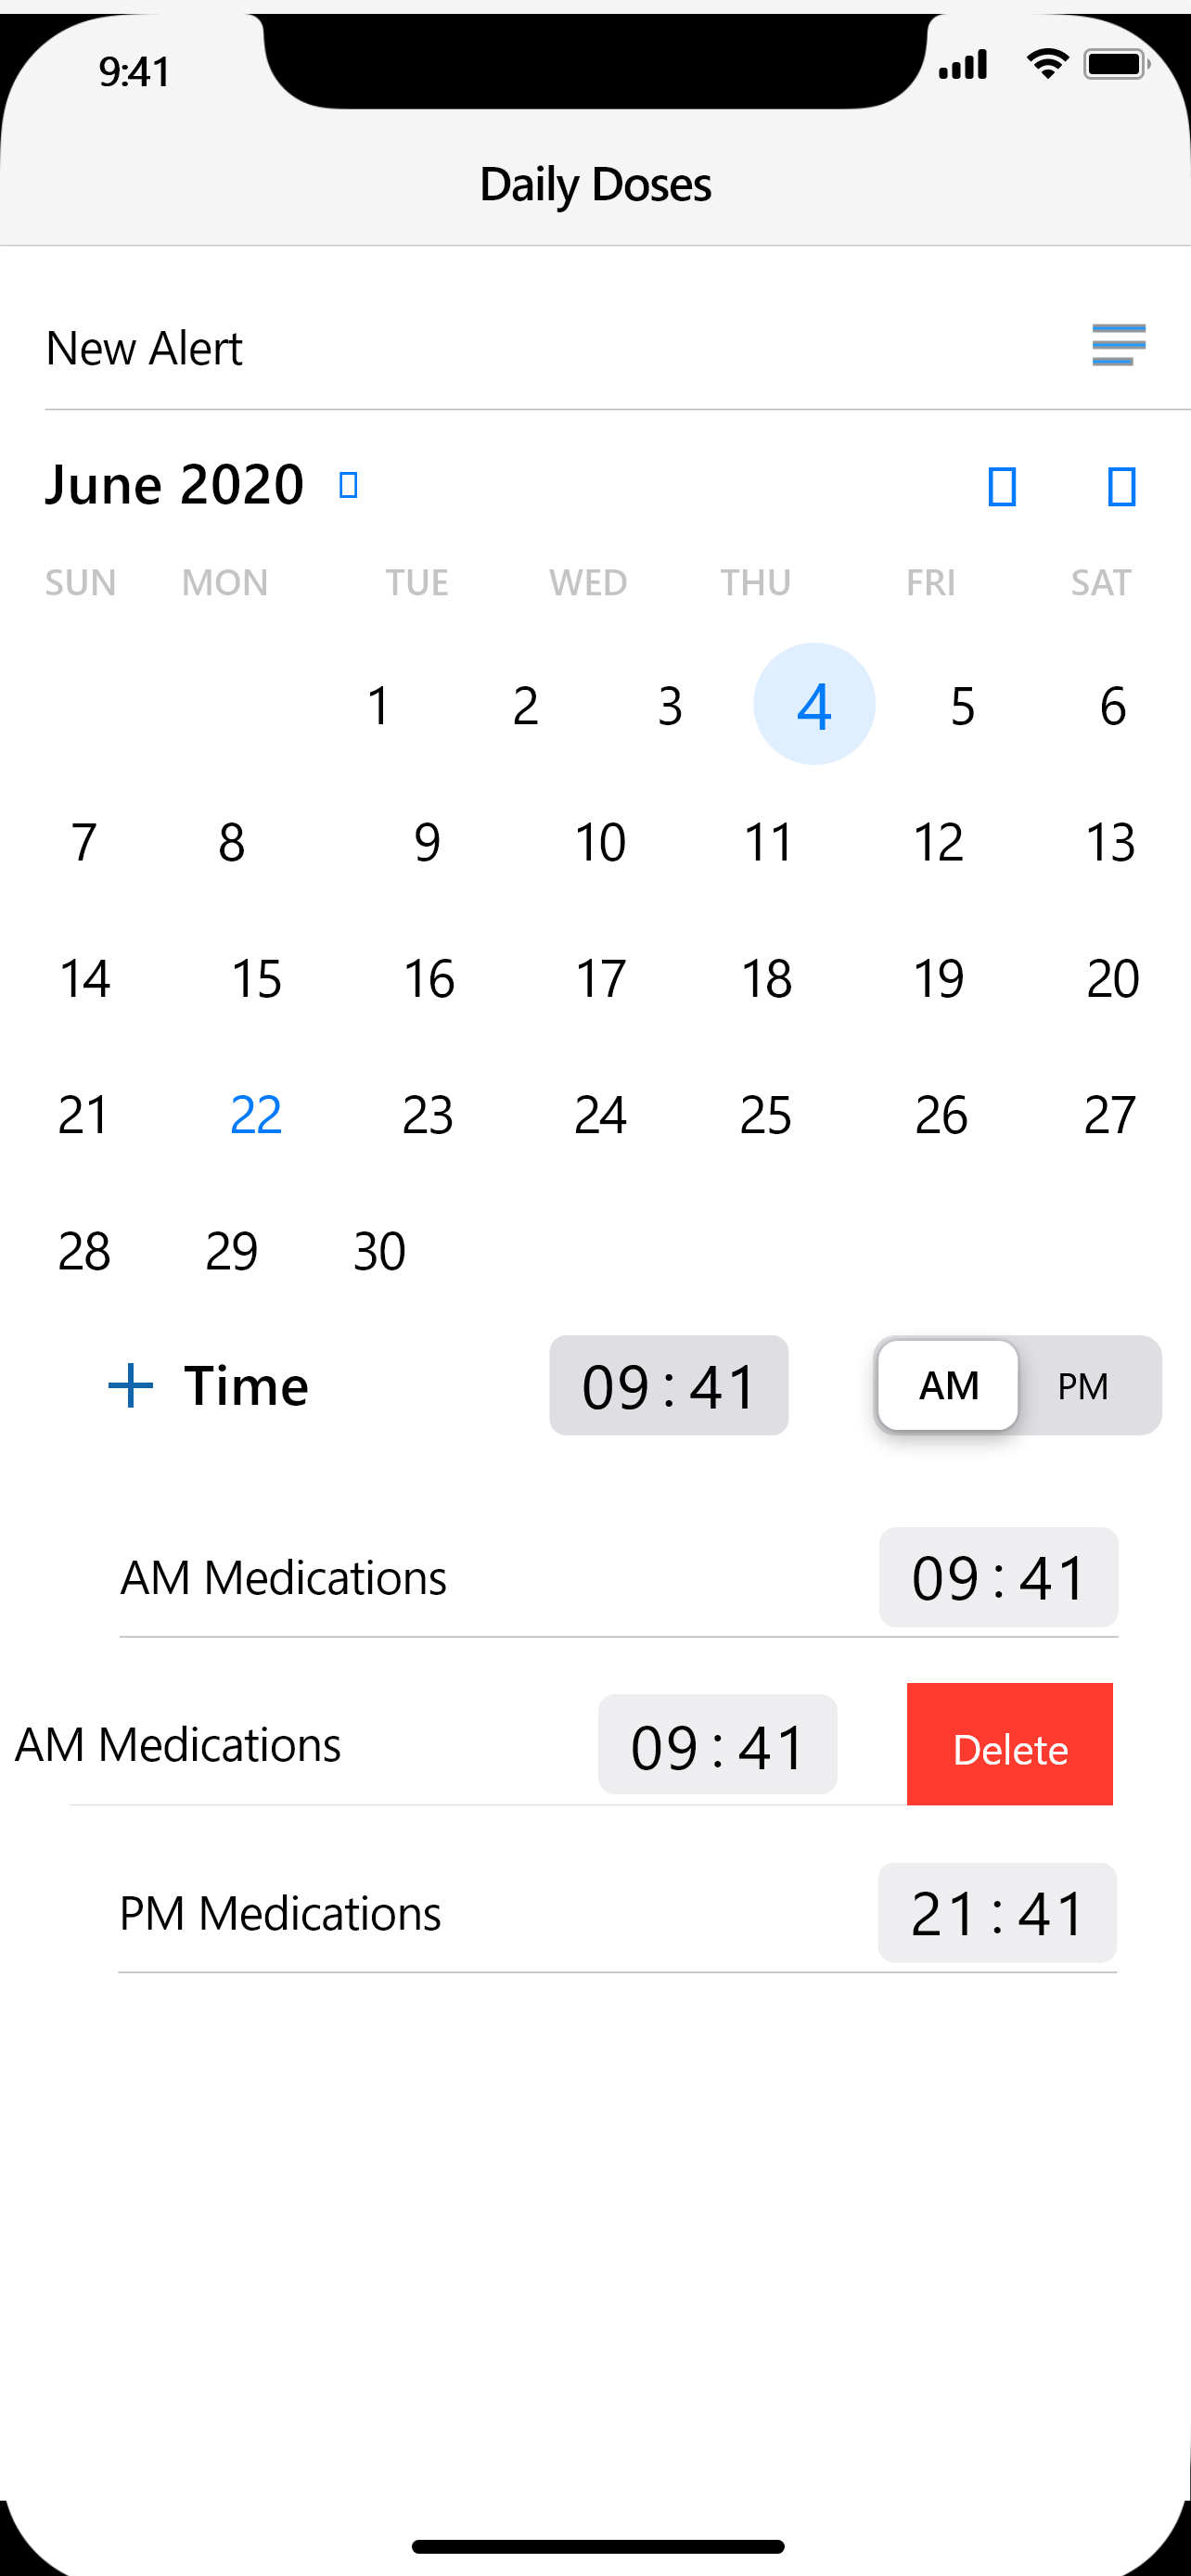 9:41
Daily Doses
New Alert
June 2020
SUN MON TUE WED THU FRI SAT
1 2 3 4 5 6
7 8 9 10 11 12 13
14 15 16 17 18 19 20
21 22 23 24 25 26 27
28 29 30
Time 09:41 AM PM
AM Medications 09:41
AM Medications 09:41 Delete
PM Medications 21:41